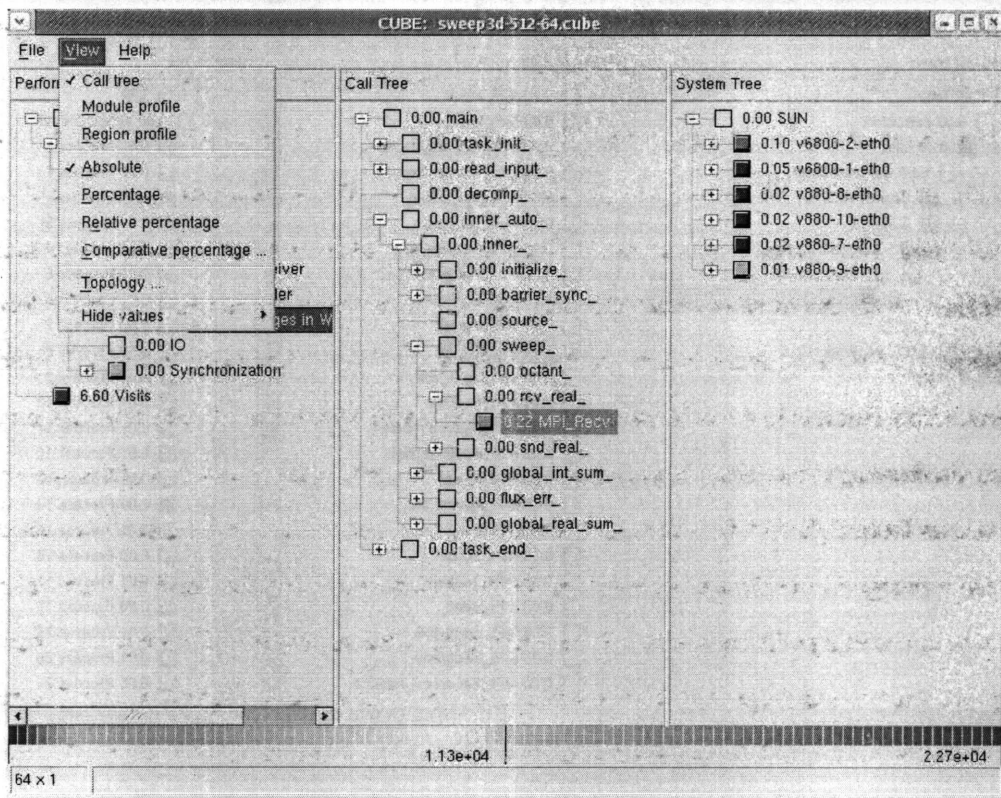 CUBE: sweep3d-512-64.cube
File View Help
Perforn
Call tree
Module profile
Region profile
Absolute
Percentage
Relative percentage
Comparative percentage ...
Topology ...
Hide values
iver
ler
ges in W
0.00 IO
0.00 Synchronization
6.60 Visits
Call Tree
0.00 main
0.00 task_init_
0.00 read_input_
0.00 decomp_
0.00 inner_auto_
0.00 inner_
0.00 initialize_
0.00 barrier_sync_
0.00 source_
0.00 sweep_
0.00 octant_
0.00 rcv_real_
0.22 MPI_Recv
0.00 snd_real_
0.00 global_int_sum_
0.00 flux_err_
0.00 global_real_sum_
0.00 task_end_
System Tree
0.00 SUN
0.10 v6800-2-eth0
0.05 v6800-1-eth0
0.02 v880-8-eth0
0.02 v880-10-eth0
0.02 v880-7-eth0
0.01 v880-9-eth0
1.13e+04
2.27e+04
64 x 1